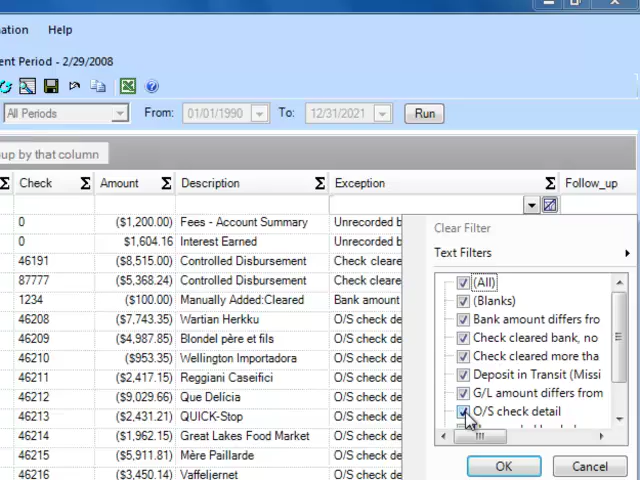 ation Help
ent Period - 2/29/2008
All Periods From: 01/01/1990 To: 12/31/2021 Run
up by that column
Σ Check Σ Amount Σ Description Σ Exception Σ Follow_up
0 ($1,200.00) Fees - Account Summary Unrecorded b
0 $1,604.16 Interest Earned Unrecorded b
46191 ($8,515.00) Controlled Disbursement Check cleare
87777 ($5,368.24) Controlled Disbursement Check cleare
1234 ($100.00) Manually Added:Cleared Bank amount
46208 ($7,743.35) Wartian Herkku O/S check de
46209 ($4,987.85) Blondel père et fils O/S check de
46210 ($953.35) Wellington Importadora O/S check de
46211 ($2,417.15) Reggiani Caseifici O/S check de
46212 ($9,029.66) Que Delícia O/S check de
46213 ($2,431.21) QUICK-Stop O/S check de
46214 ($1,962.15) Great Lakes Food Market O/S check de
46215 ($5,911.81) Mère Paillarde O/S check de
46216 ($3,450.14) Vaffeljernet O/S check de
Clear Filter
Text Filters
(All)
(Blanks)
Bank amount differs fro
Check cleared bank, no
Check cleared more tha
Deposit in Transit (Missi
G/L amount differs from
O/S check detail
OK Cancel